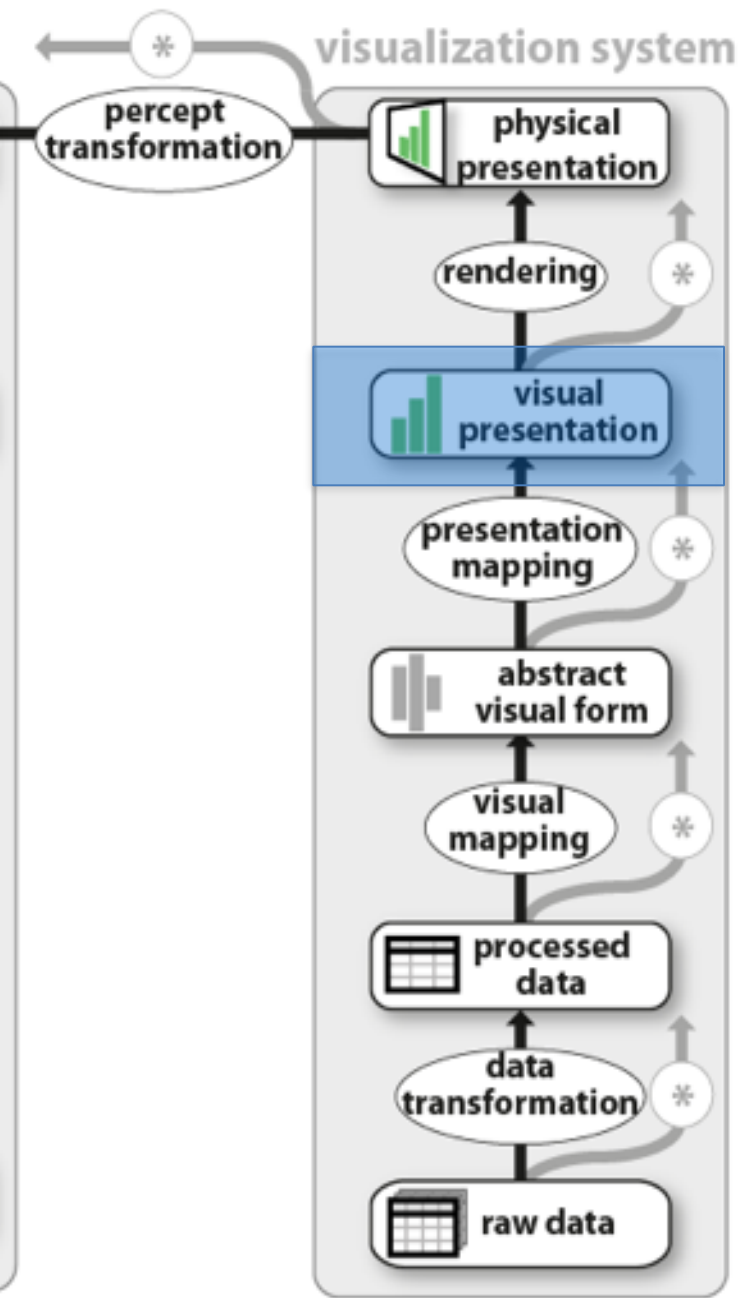 *
visualization system
percept
transformation
physical
presentation
rendering
*
visual
presentation
presentation
mapping
*
abstract
visual form
visual
mapping
*
processed
data
data
transformation
*
raw data